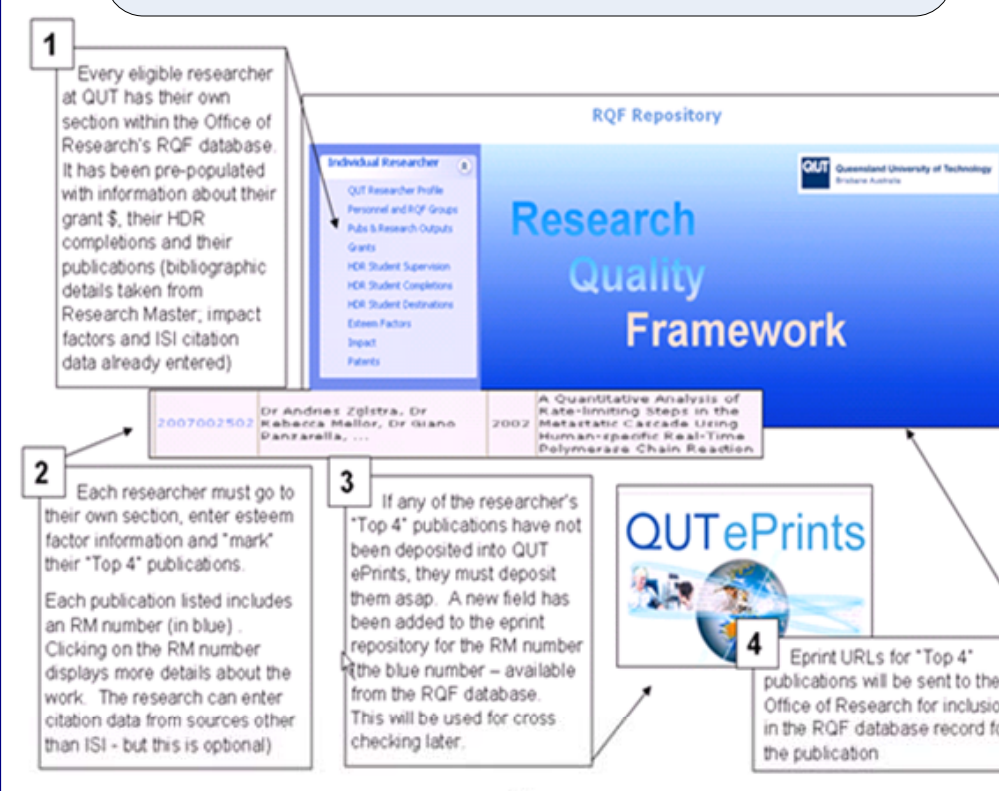 1
Every eligible researcher
at QUT has their own
section within the Office of
Research's RQF database.
It has been pre-populated
with information about their
grant $, their HDR
completions and their
publications (bibliographic
details taken from
Research Master; impact
factors and ISI citation
data already entered)
RQF Repository
Individual Researcher
QUT Researcher Profile
Personnel and RQF Groups
Pubs & Research Outputs
Grants
HDR Student Supervision
HDR Student Completions
HDR Student Destinations
Esteem Factors
Impact
Patents
QUT
Queensland University of Technology
Brisbane Australia
Research
Quality
Framework
2007002502
Dr Andries Zijlstra, Dr
Rebecca Mellor, Dr Giano
Panzarella, ...
2002
A Quantitative Analysis of
Rate-limiting Steps in the
Metastatic Cascade Using
Human-specific Real-Time
Polymerase Chain Reaction
2
Each researcher must go to
their own section, enter esteem
factor information and "mark"
their "Top 4" publications.
Each publication listed includes
an RM number (in blue) .
Clicking on the RM number
displays more details about the
work. The research can enter
citation data from sources other
than ISI - but this is optional)
3
If any of the researcher's
"Top 4" publications have not
been deposited into QUT
ePrints, they must deposit
them asap. A new field has
been added to the eprint
repository for the RM number
(the blue number – available
from the RQF database.
This will be used for cross
checking later.
QUT ePrints
4
Eprint URLs for "Top 4"
publications will be sent to the
Office of Research for inclusio
in the RQF database record fo
the publication